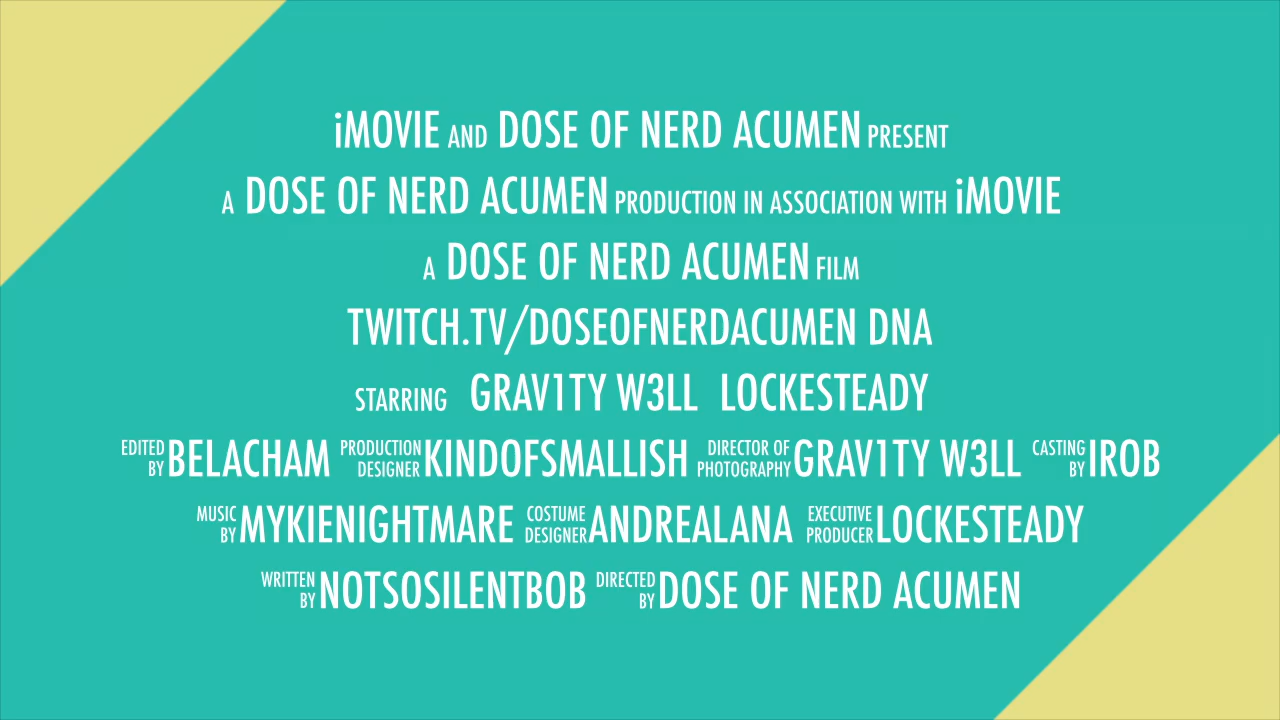 iMOVIE AND DOSE OF NERD ACUMEN PRESENT
A DOSE OF NERD ACUMEN PRODUCTION IN ASSOCIATION WITH iMOVIE
A DOSE OF NERD ACUMEN FILM
TWITCH.TV/DOSEOFNERDACUMEN DNA
STARRING GRAV1TY W3LL LOCKESTEADY
EDITED BY BELACHAM PRODUCTION DESIGNER KINDOFSMALLISH DIRECTOR OF PHOTOGRAPHY GRAV1TY W3LL CASTING BY IROB
MUSIC BY MYKIENIGHTMARE COSTUME DESIGNER ANDREALANA EXECUTIVE PRODUCER LOCKESTEADY
WRITTEN BY NOTSOSILENTBOB DIRECTED BY DOSE OF NERD ACUMEN